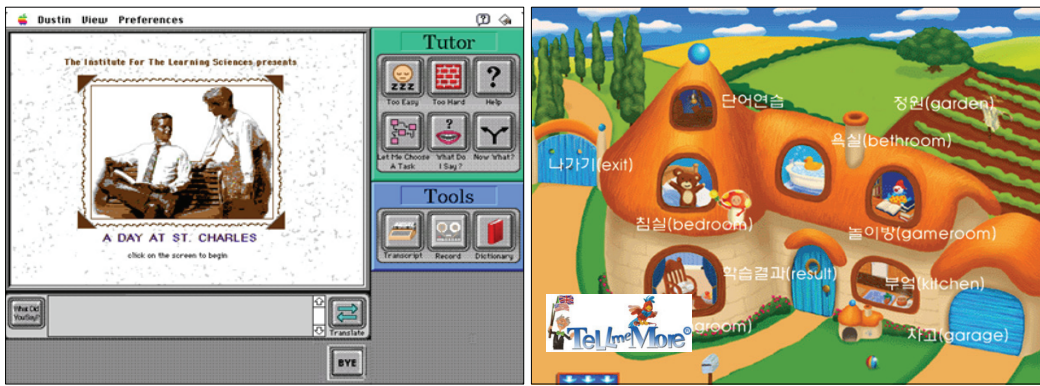 Dustin View Preferences
The Institute For The Learning Sciences presents
A DAY AT ST. CHARLES
click on the screen to begin
What Did
You Say?
Translate
BYE
Tutor
zzz
Too Easy Too Hard Help
?
Let Me Choose
A Task
What Do
I Say?
Now What?
Tools
Transcript Record Dictionary
단어연습
정원(garden)
욕실(bethroom)
나가기(exit)
침실(bedroom)
놀이방(gameroom)
학습결과(result)
부엌(kitchen)
groom)
차고(garage)
TeLLmeMore®